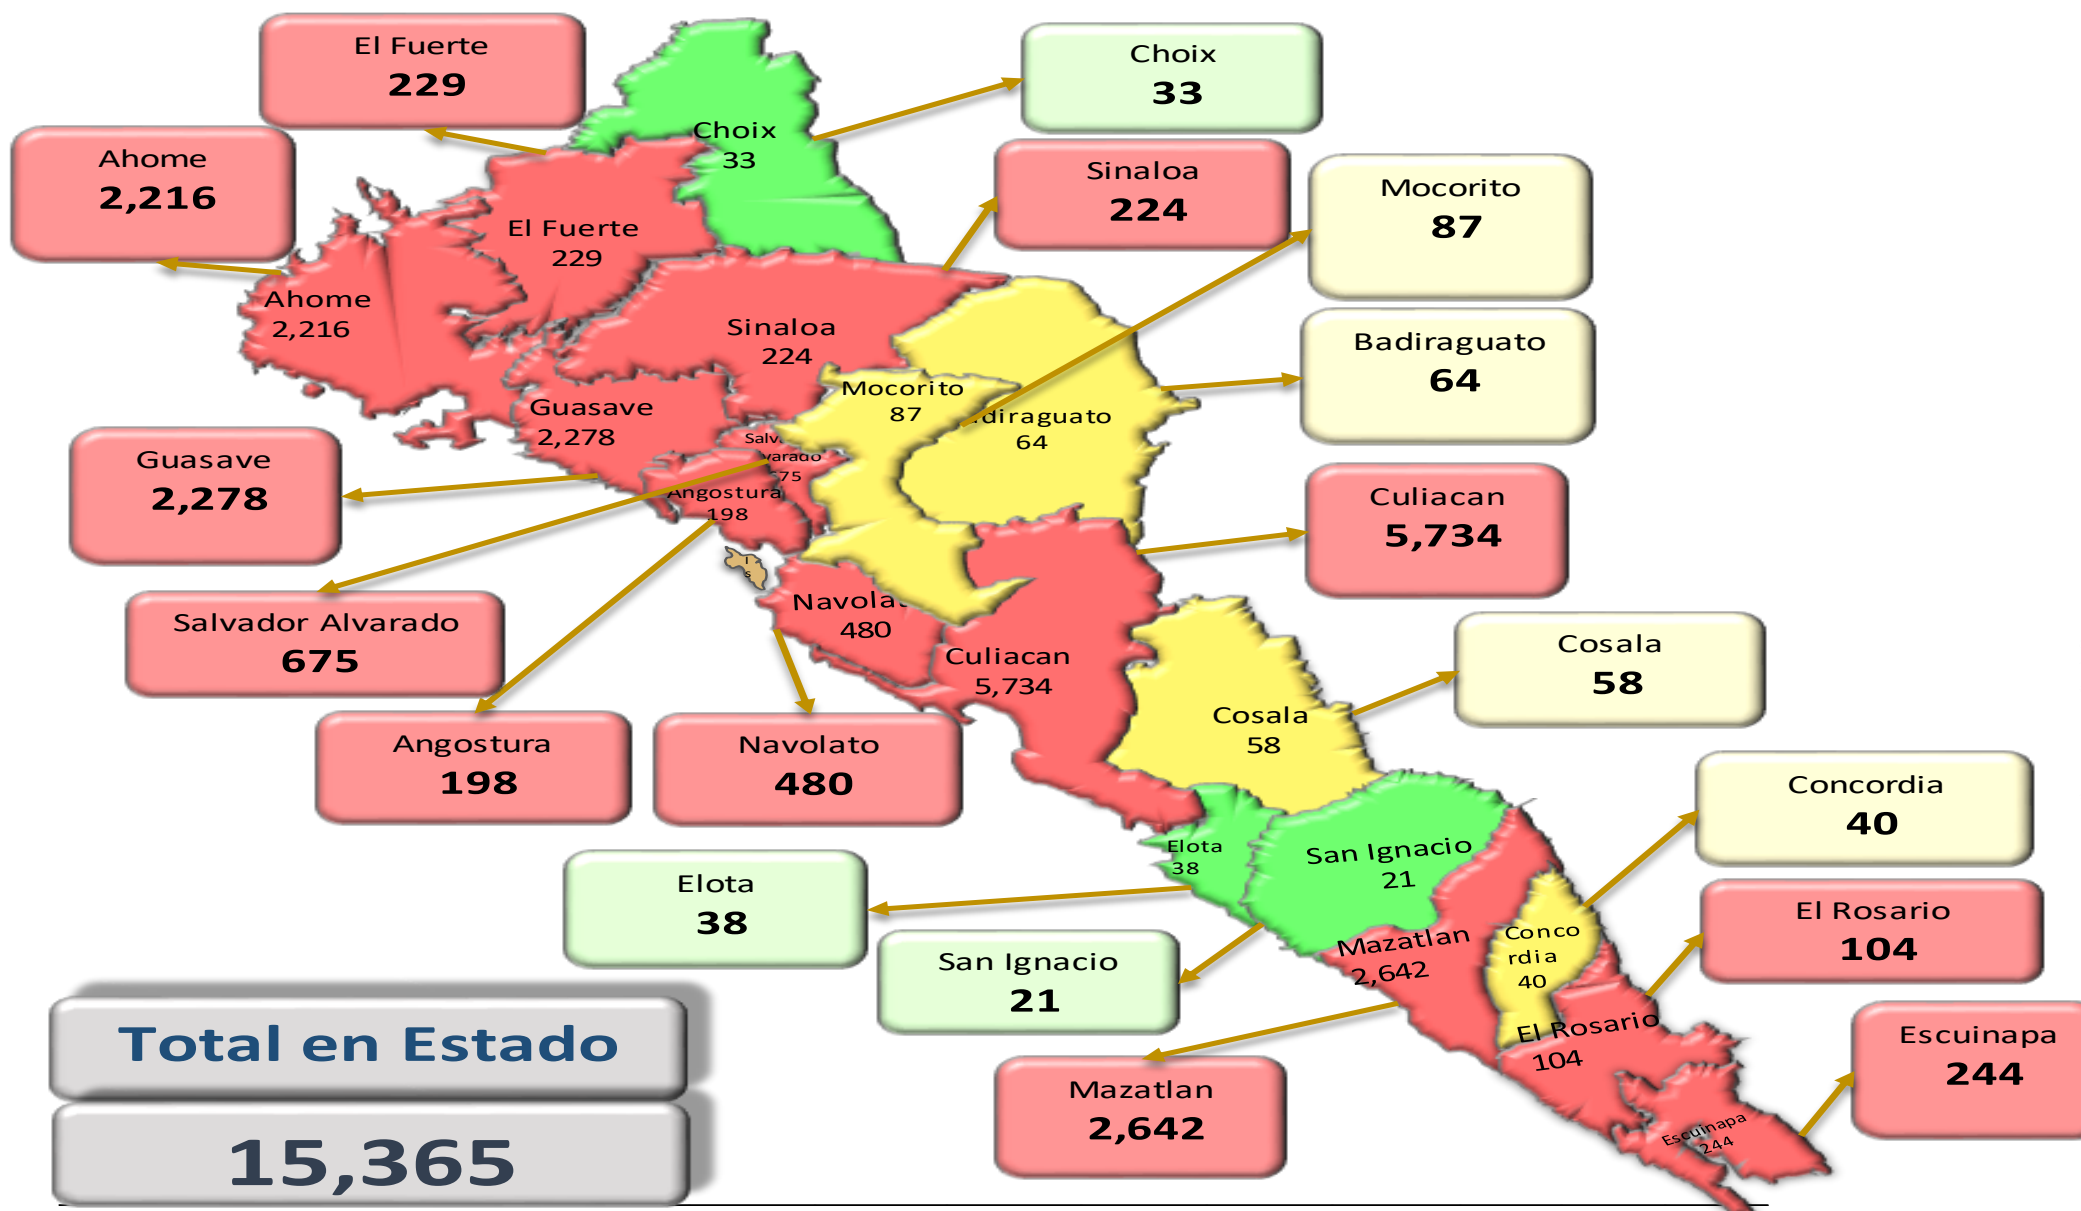 El Fuerte
229
Choix
33
Ahome
2,216
Sinaloa
224
Mocorito
87
Choix
33
El Fuerte
229
Ahome
2,216
Sinaloa
224
Badiraguato
64
Mocorito
87
diraguato
64
Guasave
2,278
Salv
varado
75
Angostura
198
Guasave
2,278
Culiacan
5,734
Salvador Alvarado
675
Navolat
480
Culiacan
5,734
Cosala
58
Cosala
58
Angostura
198
Navolato
480
Concordia
40
Elota
38
San Ignacio
21
Elota
38
San Ignacio
21
Mazatlan
2,642
Conco
rdia
40
El Rosario
104
El Rosario
104
Escuinapa
244
Escuinapa
244
Mazatlan
2,642
Total en Estado
15,365